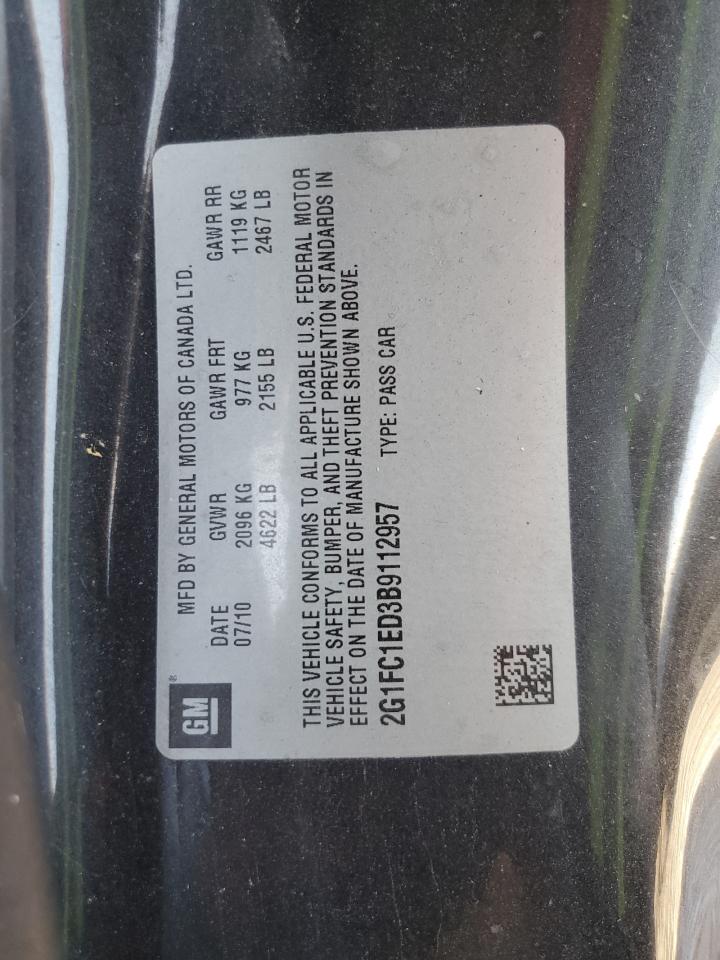 GM®
MFD BY GENERAL MOTORS OF CANADA LTD.
DATE GVWR GAWR FRT GAWR RR
07/10 2096 KG 977 KG 1119 KG
4622 LB 2155 LB 2467 LB
THIS VEHICLE CONFORMS TO ALL APPLICABLE U.S. FEDERAL MOTOR
VEHICLE SAFETY, BUMPER, AND THEFT PREVENTION STANDARDS IN
EFFECT ON THE DATE OF MANUFACTURE SHOWN ABOVE.
2G1FC1ED3B9112957 TYPE: PASS CAR